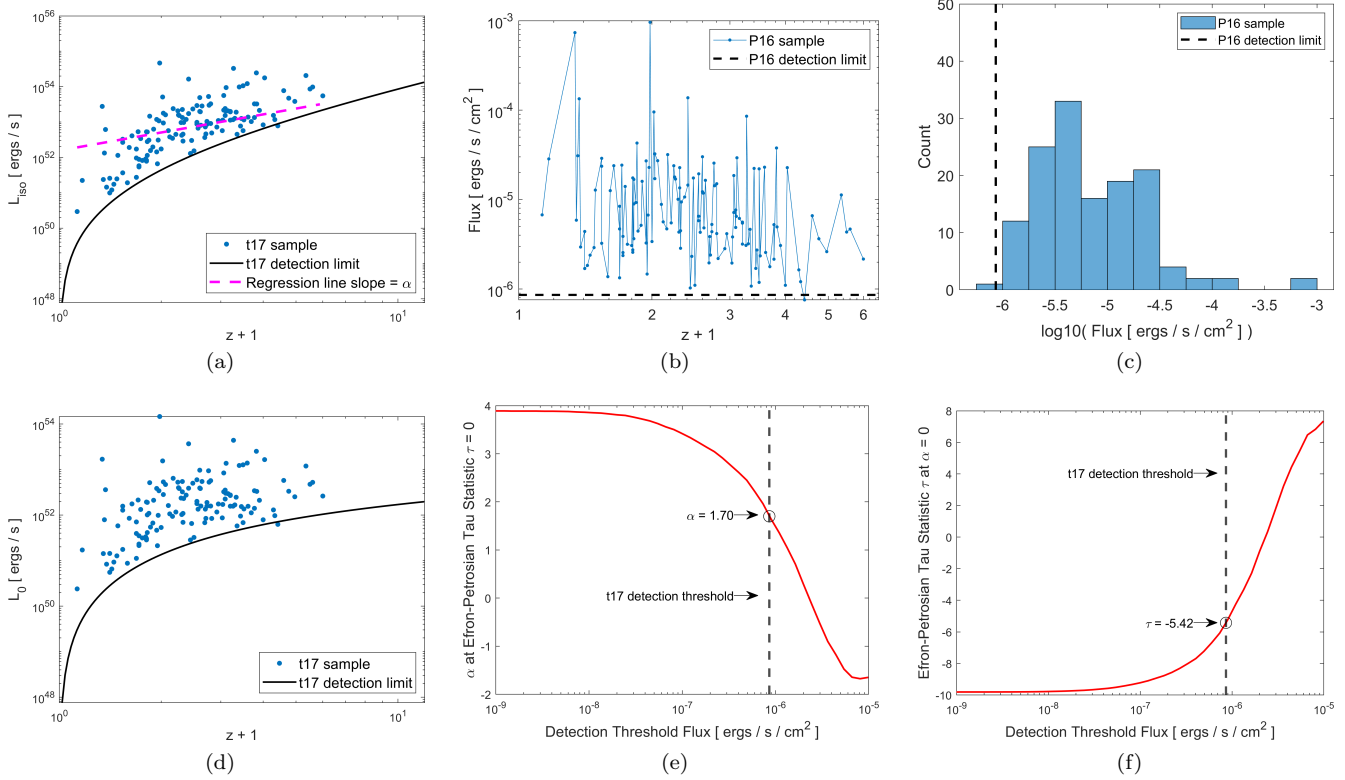 10^56
10^54
10^52
10^50
10^48
L_iso [ ergs / s ]
t17 sample
t17 detection limit
Regression line slope = α
10^0
10^1
z + 1
(a)
10^-3
10^-4
10^-5
10^-6
Flux [ ergs / s / cm^2 ]
P16 sample
P16 detection limit
1
2
3
4
5
6
z + 1
(b)
50
40
30
20
10
0
Count
P16 sample
P16 detection limit
-6
-5.5
-5
-4.5
-4
-3.5
-3
log10( Flux [ ergs / s / cm^2 ] )
(c)
10^54
10^52
10^50
10^48
L_0 [ ergs / s ]
t17 sample
t17 detection limit
10^0
10^1
z + 1
(d)
4
3
2
1
0
-1
-2
α at Efron-Petrosian Tau Statistic τ = 0
α = 1.70
t17 detection threshold
10^-9
10^-8
10^-7
10^-6
10^-5
Detection Threshold Flux [ ergs / s / cm^2 ]
(e)
8
6
4
2
0
-2
-4
-6
-8
-10
Efron-Petrosian Tau Statistic τ at α = 0
t17 detection threshold
τ = -5.42
10^-9
10^-8
10^-7
10^-6
10^-5
Detection Threshold Flux [ ergs / s / cm^2 ]
(f)